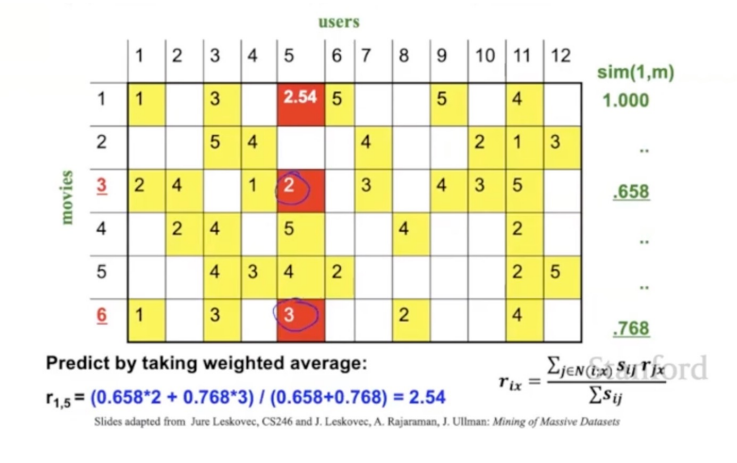 users
1 2 3 4 5 6 7 8 9 10 11 12
sim(1,m)
1 1 3 2.54 5 5 4 1.000
2 5 4 4 2 1 3 ..
movies
3 2 4 1 2 3 4 3 5 .658
4 2 4 5 4 2 ..
5 4 3 4 2 2 5 ..
6 1 3 3 2 4 .768
Predict by taking weighted average:
r1,5 = (0.658*2 + 0.768*3) / (0.658+0.768) = 2.54
rix = ∑j∈N(i;x) sij rjx / ∑sij
Stanford
Slides adapted from Jure Leskovec, CS246 and J. Leskovec, A. Rajaraman, J. Ullman: Mining of Massive Datasets